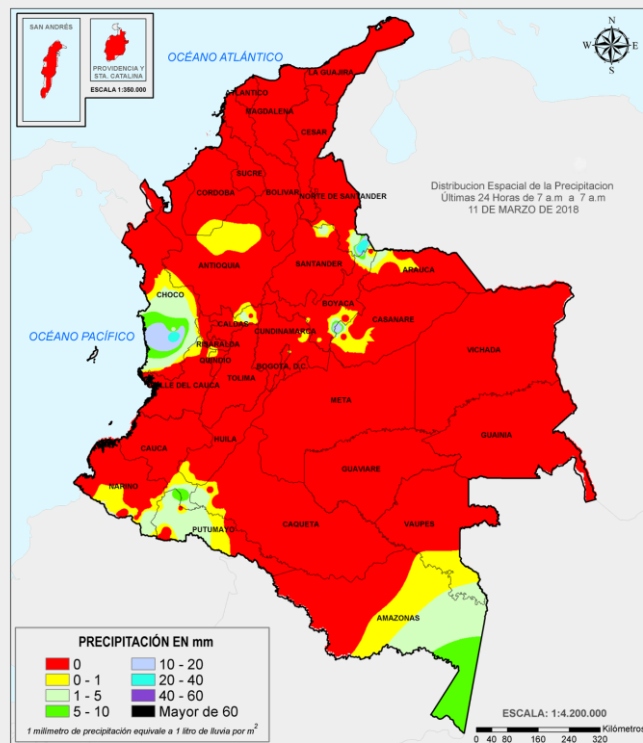 SAN ANDRÉS
PROVIDENCIA Y
STA. CATALINA
ESCALA 1:350.000
OCÉANO ATLÁNTICO
N
W E
S
LA GUAJIRA
ATLANTICO
MAGDALENA
CESAR
Distribucion Espacial de la Precipitacion
Últimas 24 Horas de 7 a.m a 7 a.m
11 DE MARZO DE 2018
SUCRE
CORDOBA
BOLIVAR
NORTE DE SANTANDER
ANTIOQUIA
SANTANDER
ARAUCA
CHOCO
BOYACA
CASANARE
OCÉANO PACÍFICO
CALDAS
CUNDINAMARCA
RISARALDA
VICHADA
QUINDIO
BOGOTA, D.C.
TOLIMA
VALLE DEL CAUCA
META
GUAINIA
CAUCA
HUILA
GUAVIARE
NARIÑO
PUTUMAYO
CAQUETA
VAUPES
AMAZONAS
PRECIPITACIÓN EN mm
0 10 - 20
0 - 1 20 - 40
1 - 5 40 - 60
5 - 10 Mayor de 60
1 milímetro de precipitación equivale a 1 litro de lluvia por m²
ESCALA: 1:4.200.000
Kilómetros
0 40 80 160 240 320